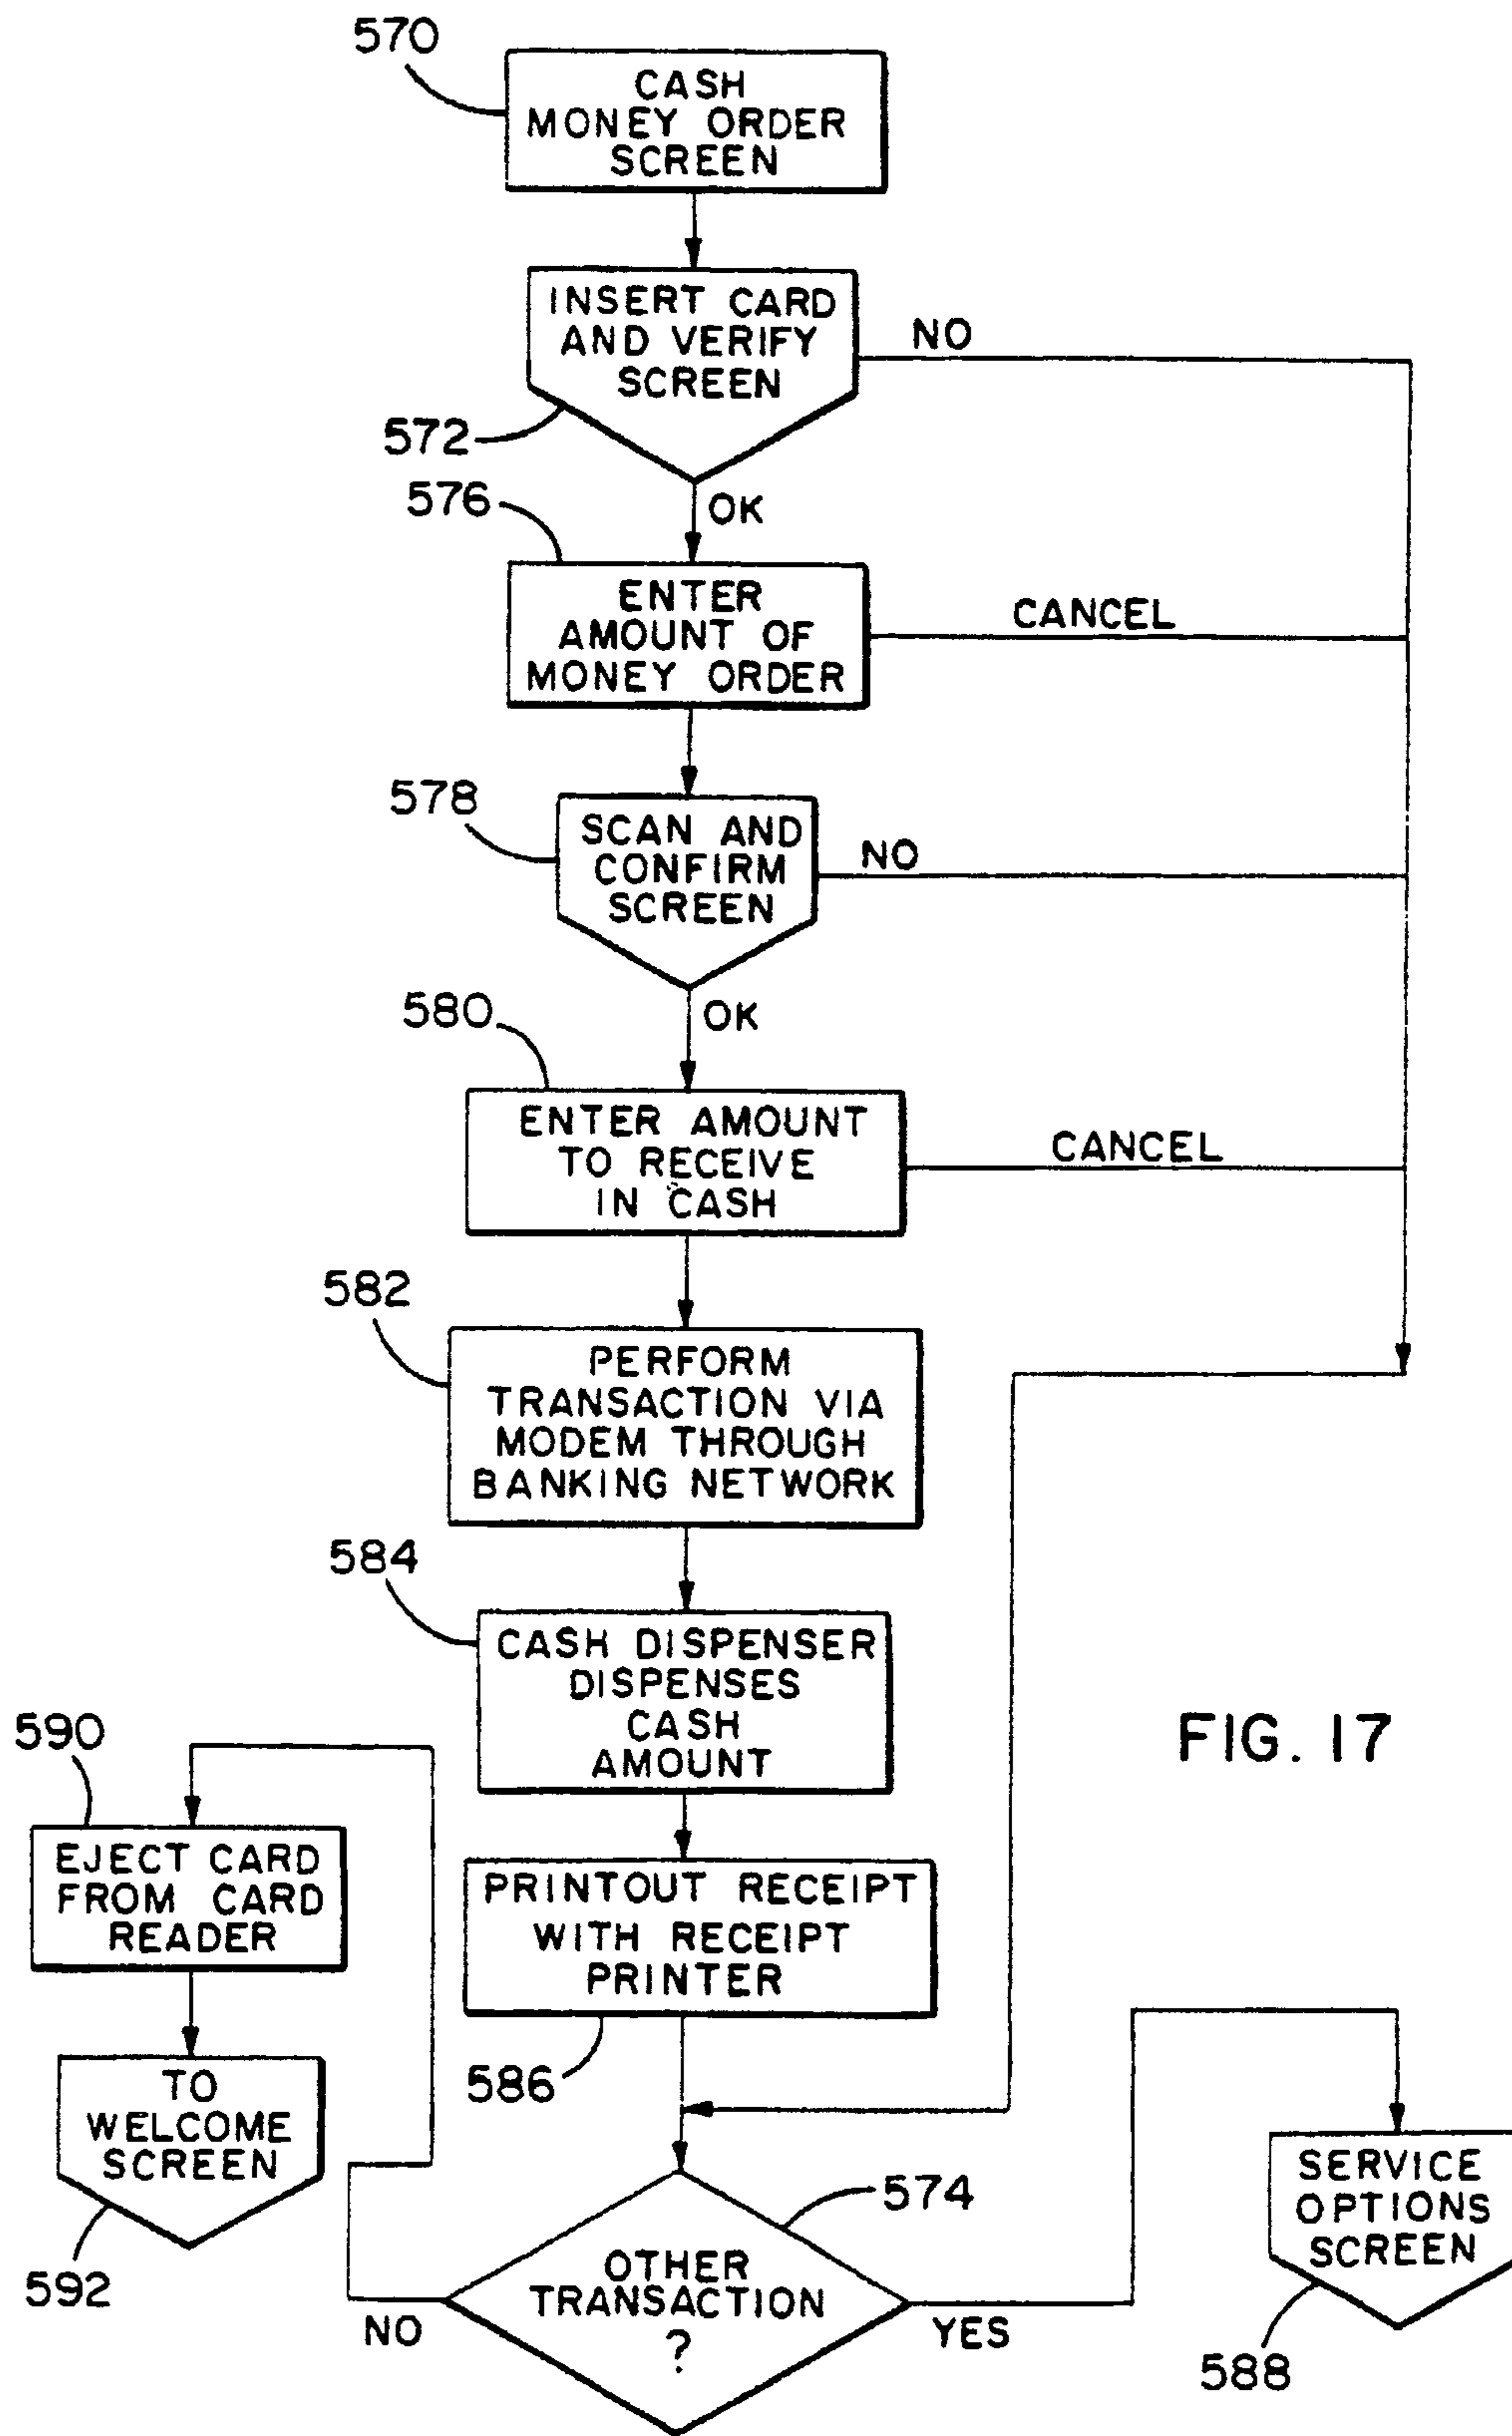 570
CASH
MONEY ORDER
SCREEN
INSERT CARD
AND VERIFY
SCREEN
NO
572
OK
576
ENTER
AMOUNT OF
MONEY ORDER
CANCEL
578
SCAN AND
CONFIRM
SCREEN
NO
OK
580
ENTER AMOUNT
TO RECEIVE
IN CASH
CANCEL
582
PERFORM
TRANSACTION VIA
MODEM THROUGH
BANKING NETWORK
584
CASH DISPENSER
DISPENSES
CASH
AMOUNT
FIG. 17
590
EJECT CARD
FROM CARD
READER
PRINTOUT RECEIPT
WITH RECEIPT
PRINTER
586
TO
WELCOME
SCREEN
592
574
OTHER
TRANSACTION
?
NO
YES
SERVICE
OPTIONS
SCREEN
588